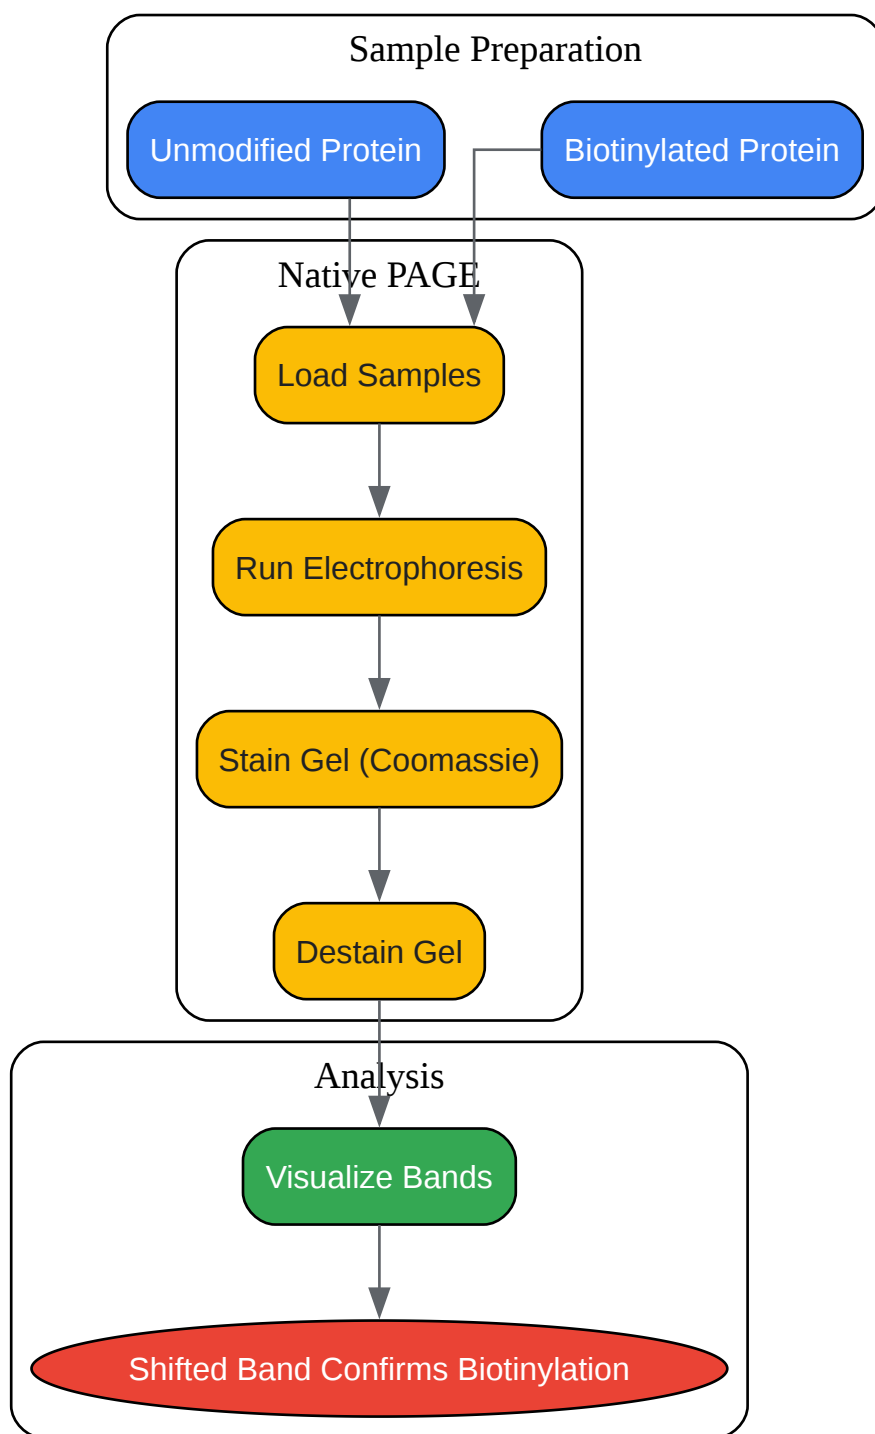 Sample Preparation
Unmodified Protein
Biotinylated Protein
Native PAGE
Load Samples
Run Electrophoresis
Stain Gel (Coomassie)
Destain Gel
Analysis
Visualize Bands
Shifted Band Confirms Biotinylation